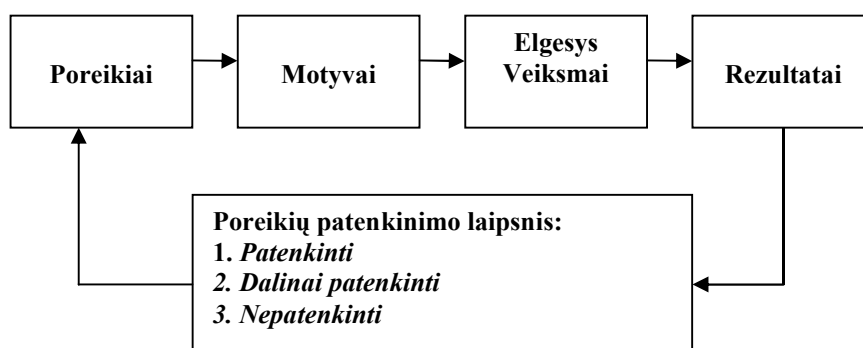 Poreikiai
Motyvai
Elgesys
Veiksmai
Rezultatai
Poreikių patenkinimo laipsnis:
1. Patenkinti
2. Dalinai patenkinti
3. Nepatenkinti